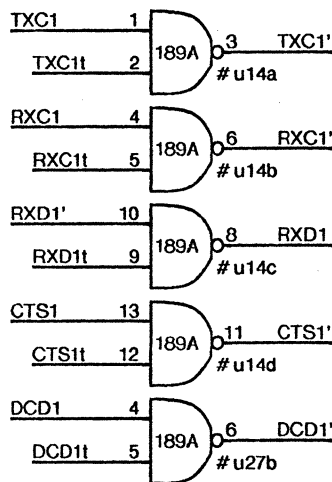 TXC1 1 189A 3 TXC1'
TXC1t 2 #u14a
RXC1 4 189A 6 RXC1'
RXC1t 5 #u14b
RXD1' 10 189A 8 RXD1
RXD1t 9 #u14c
CTS1 13 189A 11 CTS1'
CTS1t 12 #u14d
DCD1 4 189A 6 DCD1'
DCD1t 5 #u27b